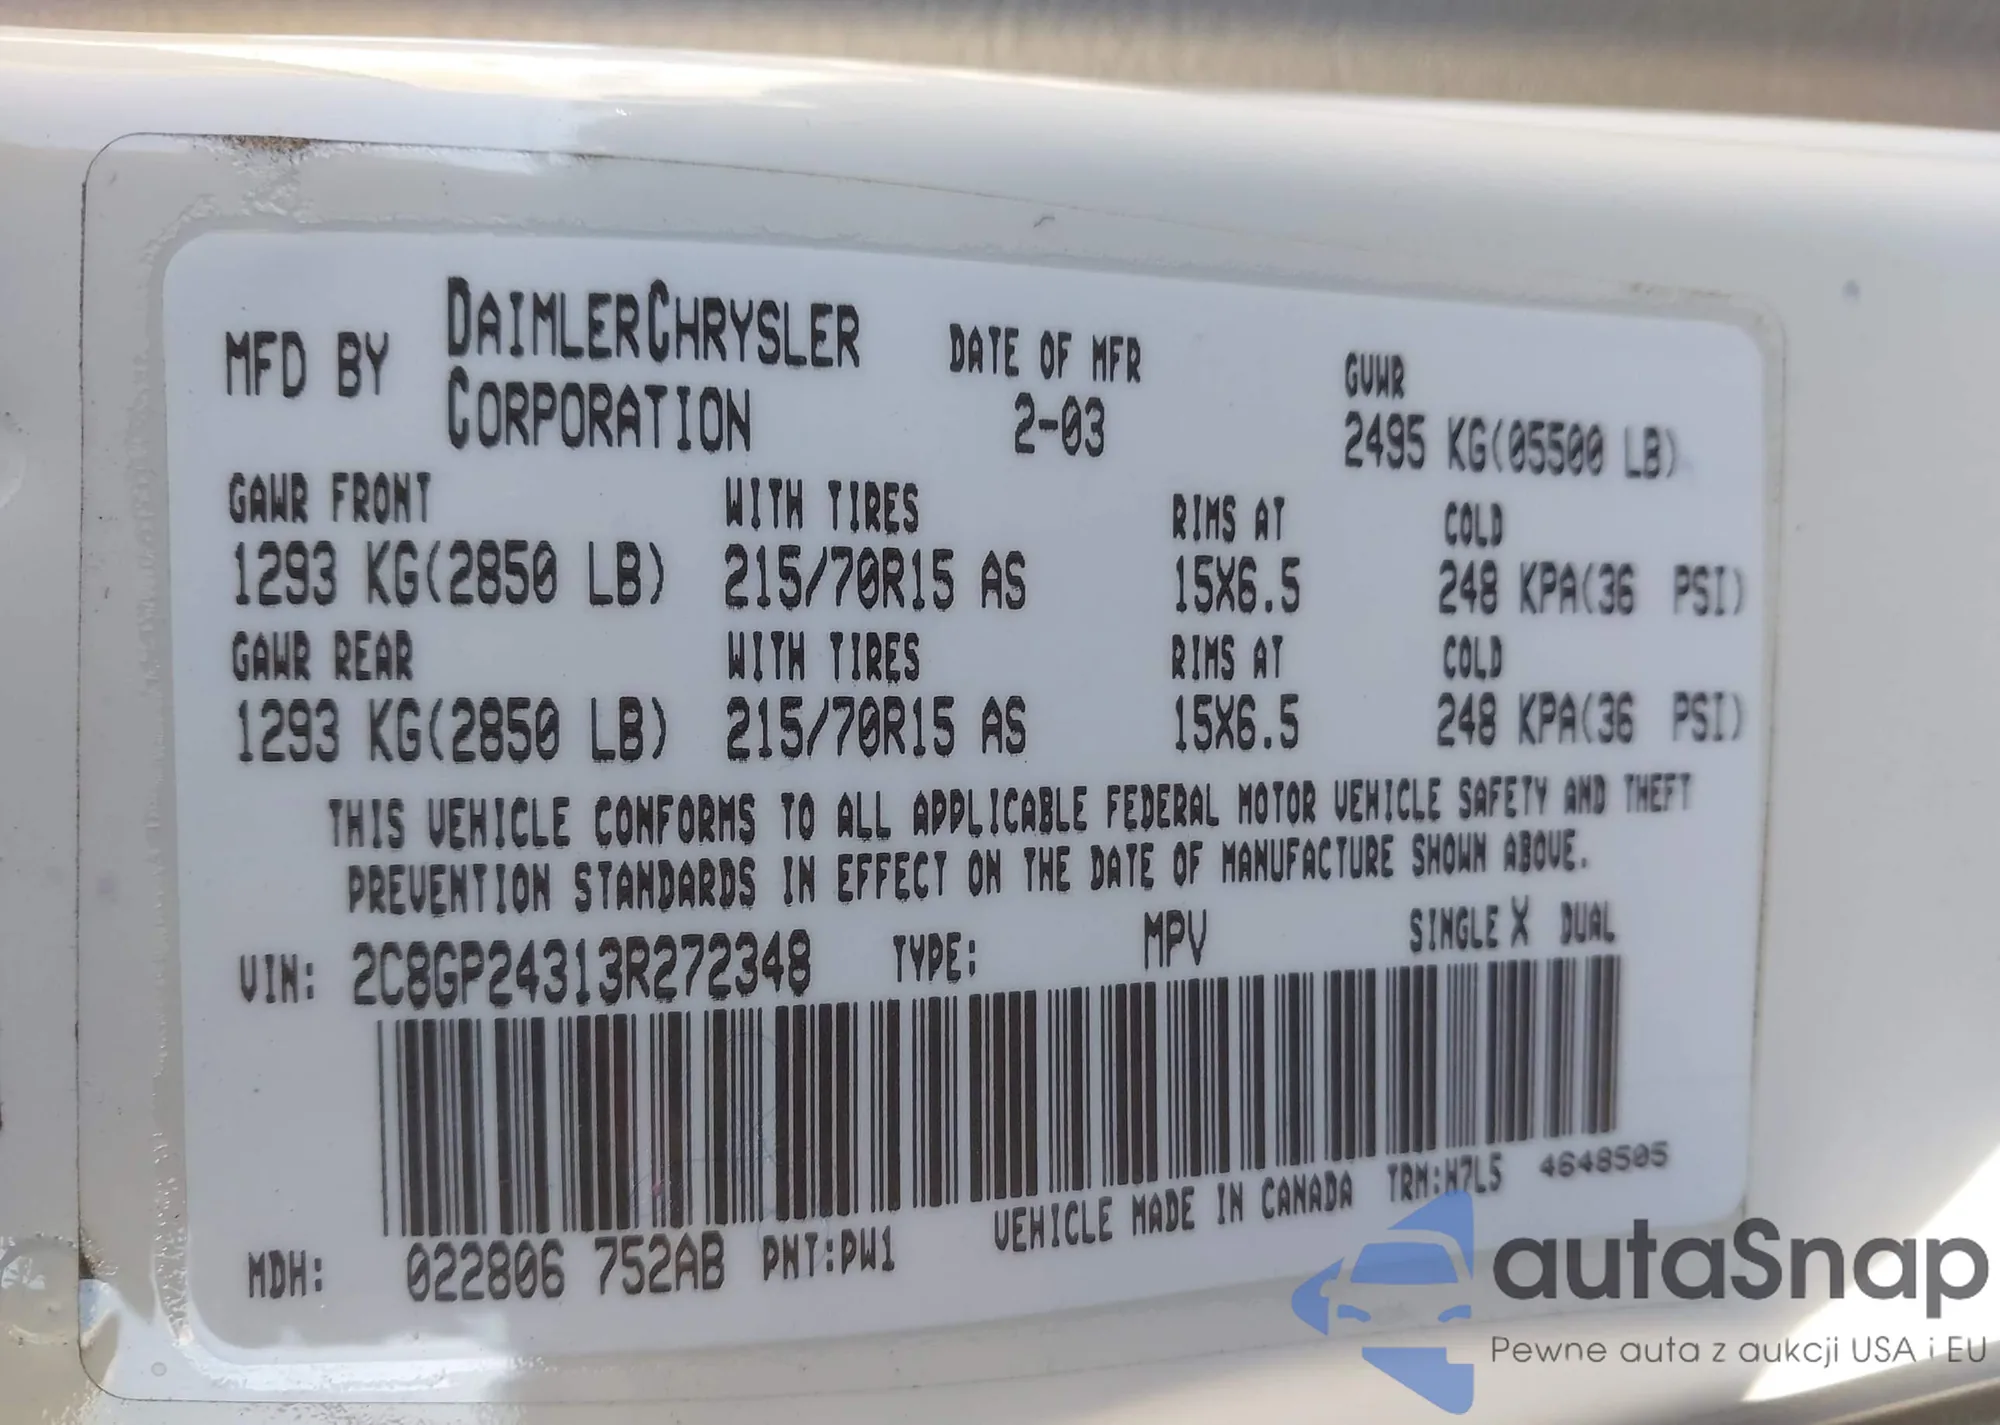 MFD BY DAIMLERCHRYSLER CORPORATION
DATE OF MFR
2-03
GVWR
2495 KG(05500 LB)
GAWR FRONT WITH TIRES RIMS AT COLD
1293 KG(2850 LB) 215/70R15 AS 15X6.5 248 KPA(36 PSI)
GAWR REAR WITH TIRES RIMS AT COLD
1293 KG(2850 LB) 215/70R15 AS 15X6.5 248 KPA(36 PSI)
THIS VEHICLE CONFORMS TO ALL APPLICABLE FEDERAL MOTOR VEHICLE SAFETY AND THEFT
PREVENTION STANDARDS IN EFFECT ON THE DATE OF MANUFACTURE SHOWN ABOVE.
VIN: 2C8GP24313R272348 TYPE: MPV SINGLE X DUAL
VEHICLE MADE IN CANADA TRM:H7L5 4648505
MDH: 022806 752AB PNT:PW1
autaSnap
Pewne auta z aukcji USA i EU